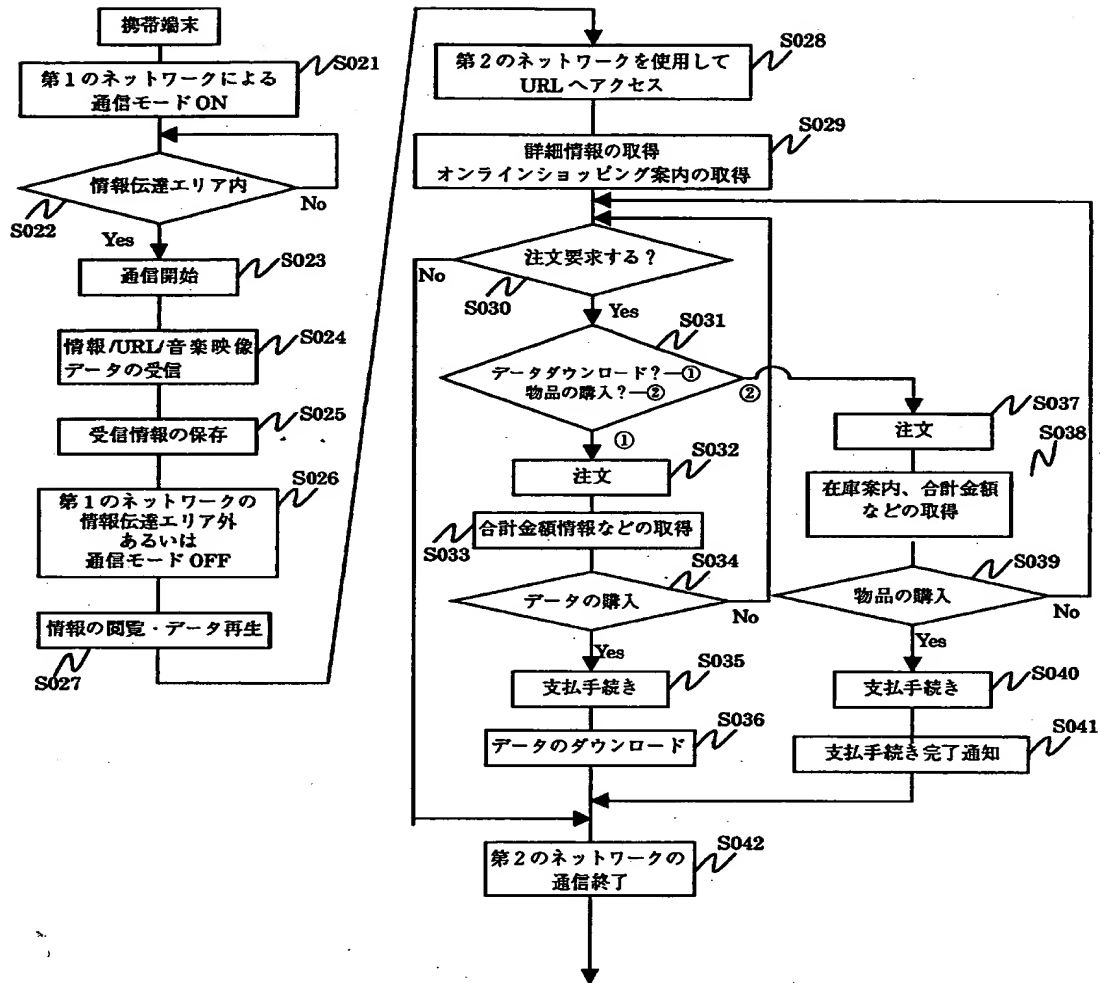 携帯端末
S021
第1のネットワークによる
通信モード ON
情報伝達エリア内
No
S022
Yes
通信開始
S023
情報/URL/音楽映像
データの受信
S024
受信情報の保存
S025
第1のネットワークの
情報伝達エリア外
あるいは
通信モード OFF
S026
情報の閲覧・データ再生
S027
第2のネットワークを使用して
URL へアクセス
S028
詳細情報の取得
オンラインショッピング案内の取得
S029
注文要求する?
No
S030
Yes
データダウンロード?—①
物品の購入?—②
S031
②
①
注文
S032
合計金額情報などの取得
S033
データの購入
S034
No
Yes
支払手続き
S035
データのダウンロード
S036
注文
S037
在庫案内、合計金額
などの取得
S038
物品の購入
S039
No
Yes
支払手続き
S040
支払手続き完了通知
S041
第2のネットワークの
通信終了
S042